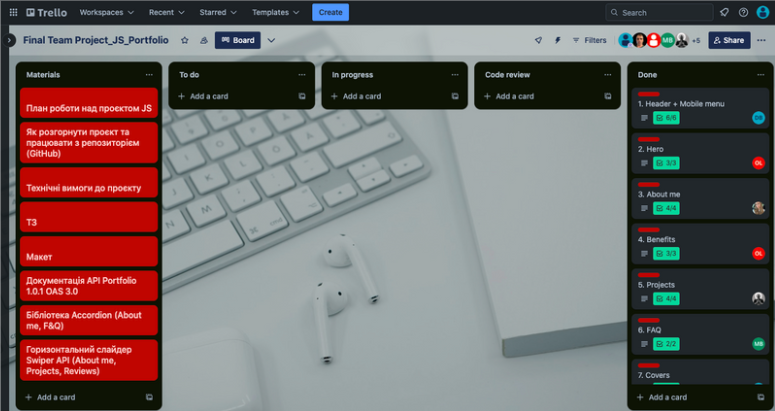 Trello
Workspaces
Recent
Starred
Templates
Create
Search
Final Team Project_JS_Portfolio
Board
Filters
MB
+5
Share
Materials
План роботи над проєктом JS
Як розгорнути проєкт та
працювати з репозиторієм
(GitHub)
Технічні вимоги до проєкту
ТЗ
Макет
Документація API Portfolio
1.0.1 OAS 3.0
Бібліотека Accordion (About
me, F&Q)
Горизонтальний слайдер
Swiper API (About me,
Projects, Reviews)
Add a card
To do
Add a card
In progress
Add a card
Code review
Add a card
Done
1. Header + Mobile menu
6/6
2. Hero
3/3
OL
3. About me
4/4
4. Benefits
3/3
OL
5. Projects
4/4
6. FAQ
2/2
MB
7. Covers
Add a card